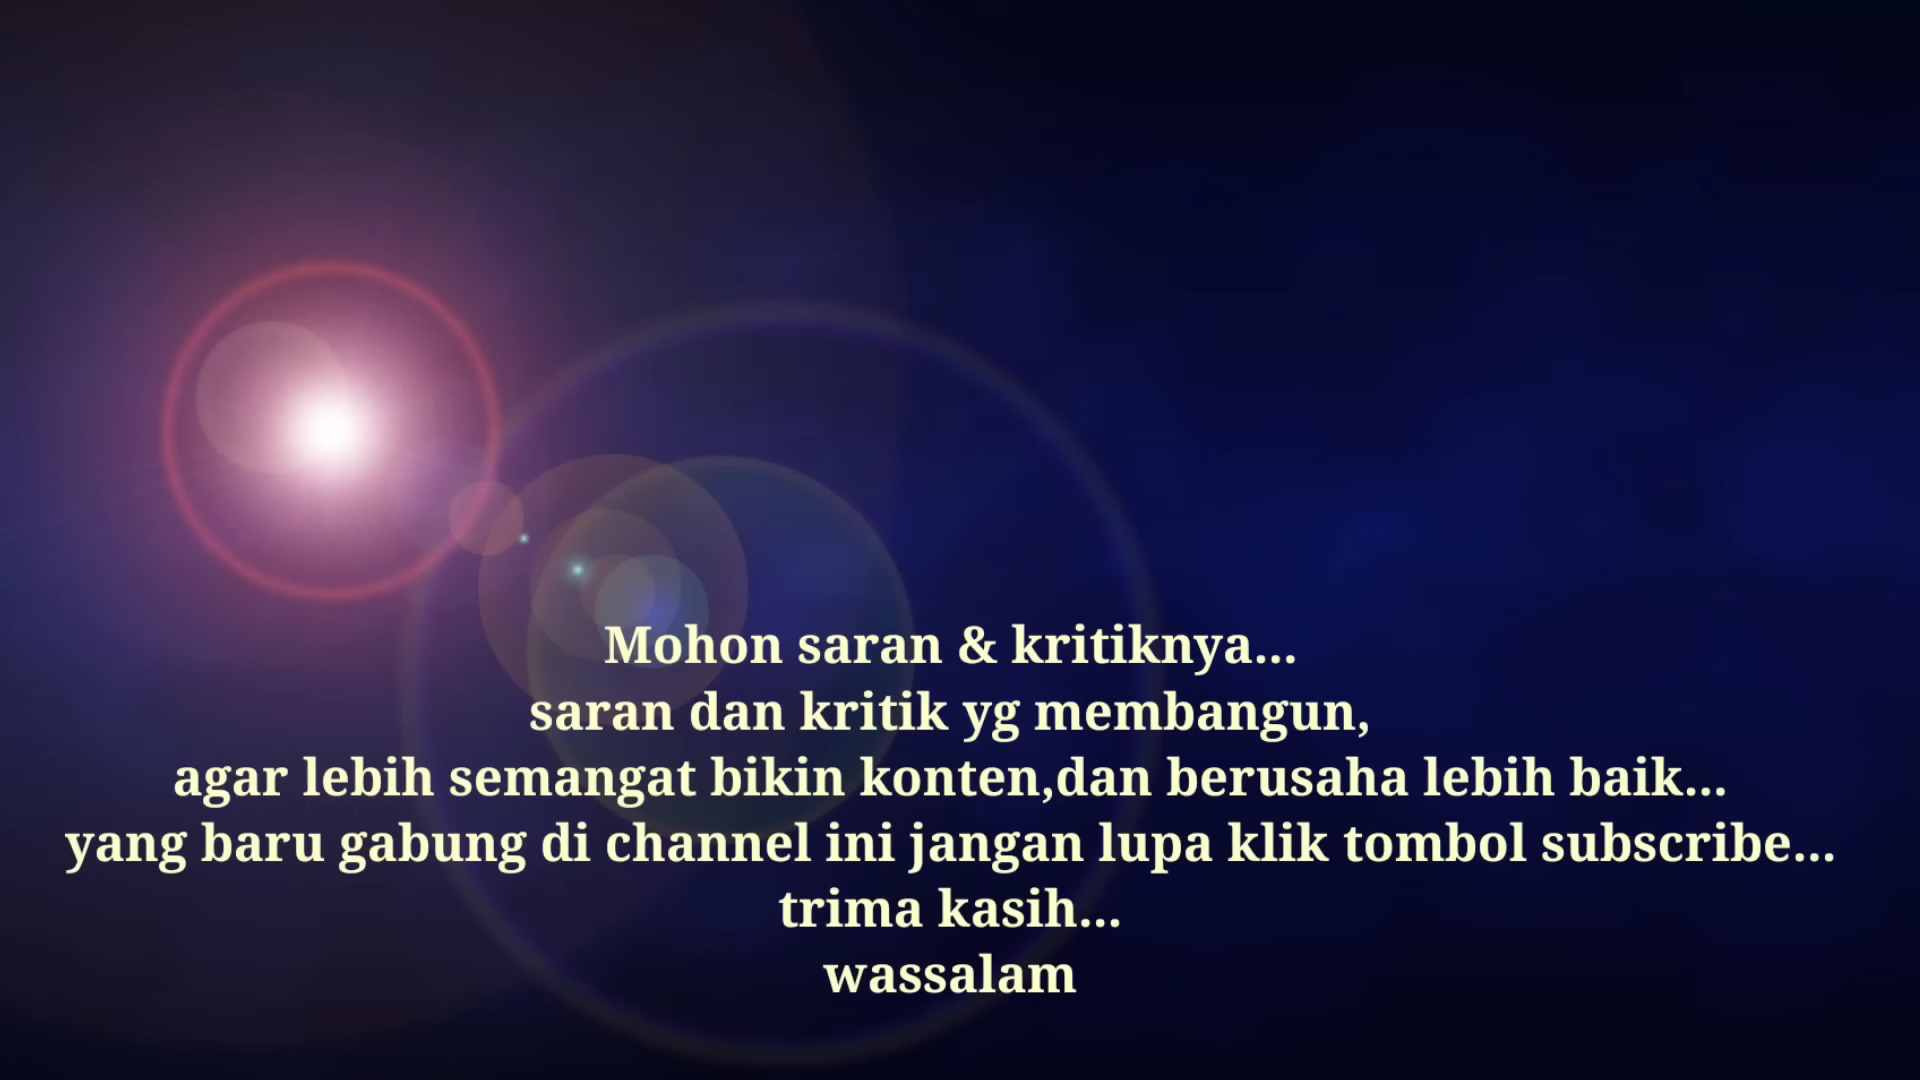 Mohon saran & kritiknya...
saran dan kritik yg membangun,
agar lebih semangat bikin konten,dan berusaha lebih baik...
yang baru gabung di channel ini jangan lupa klik tombol subscribe...
trima kasih...
wassalam